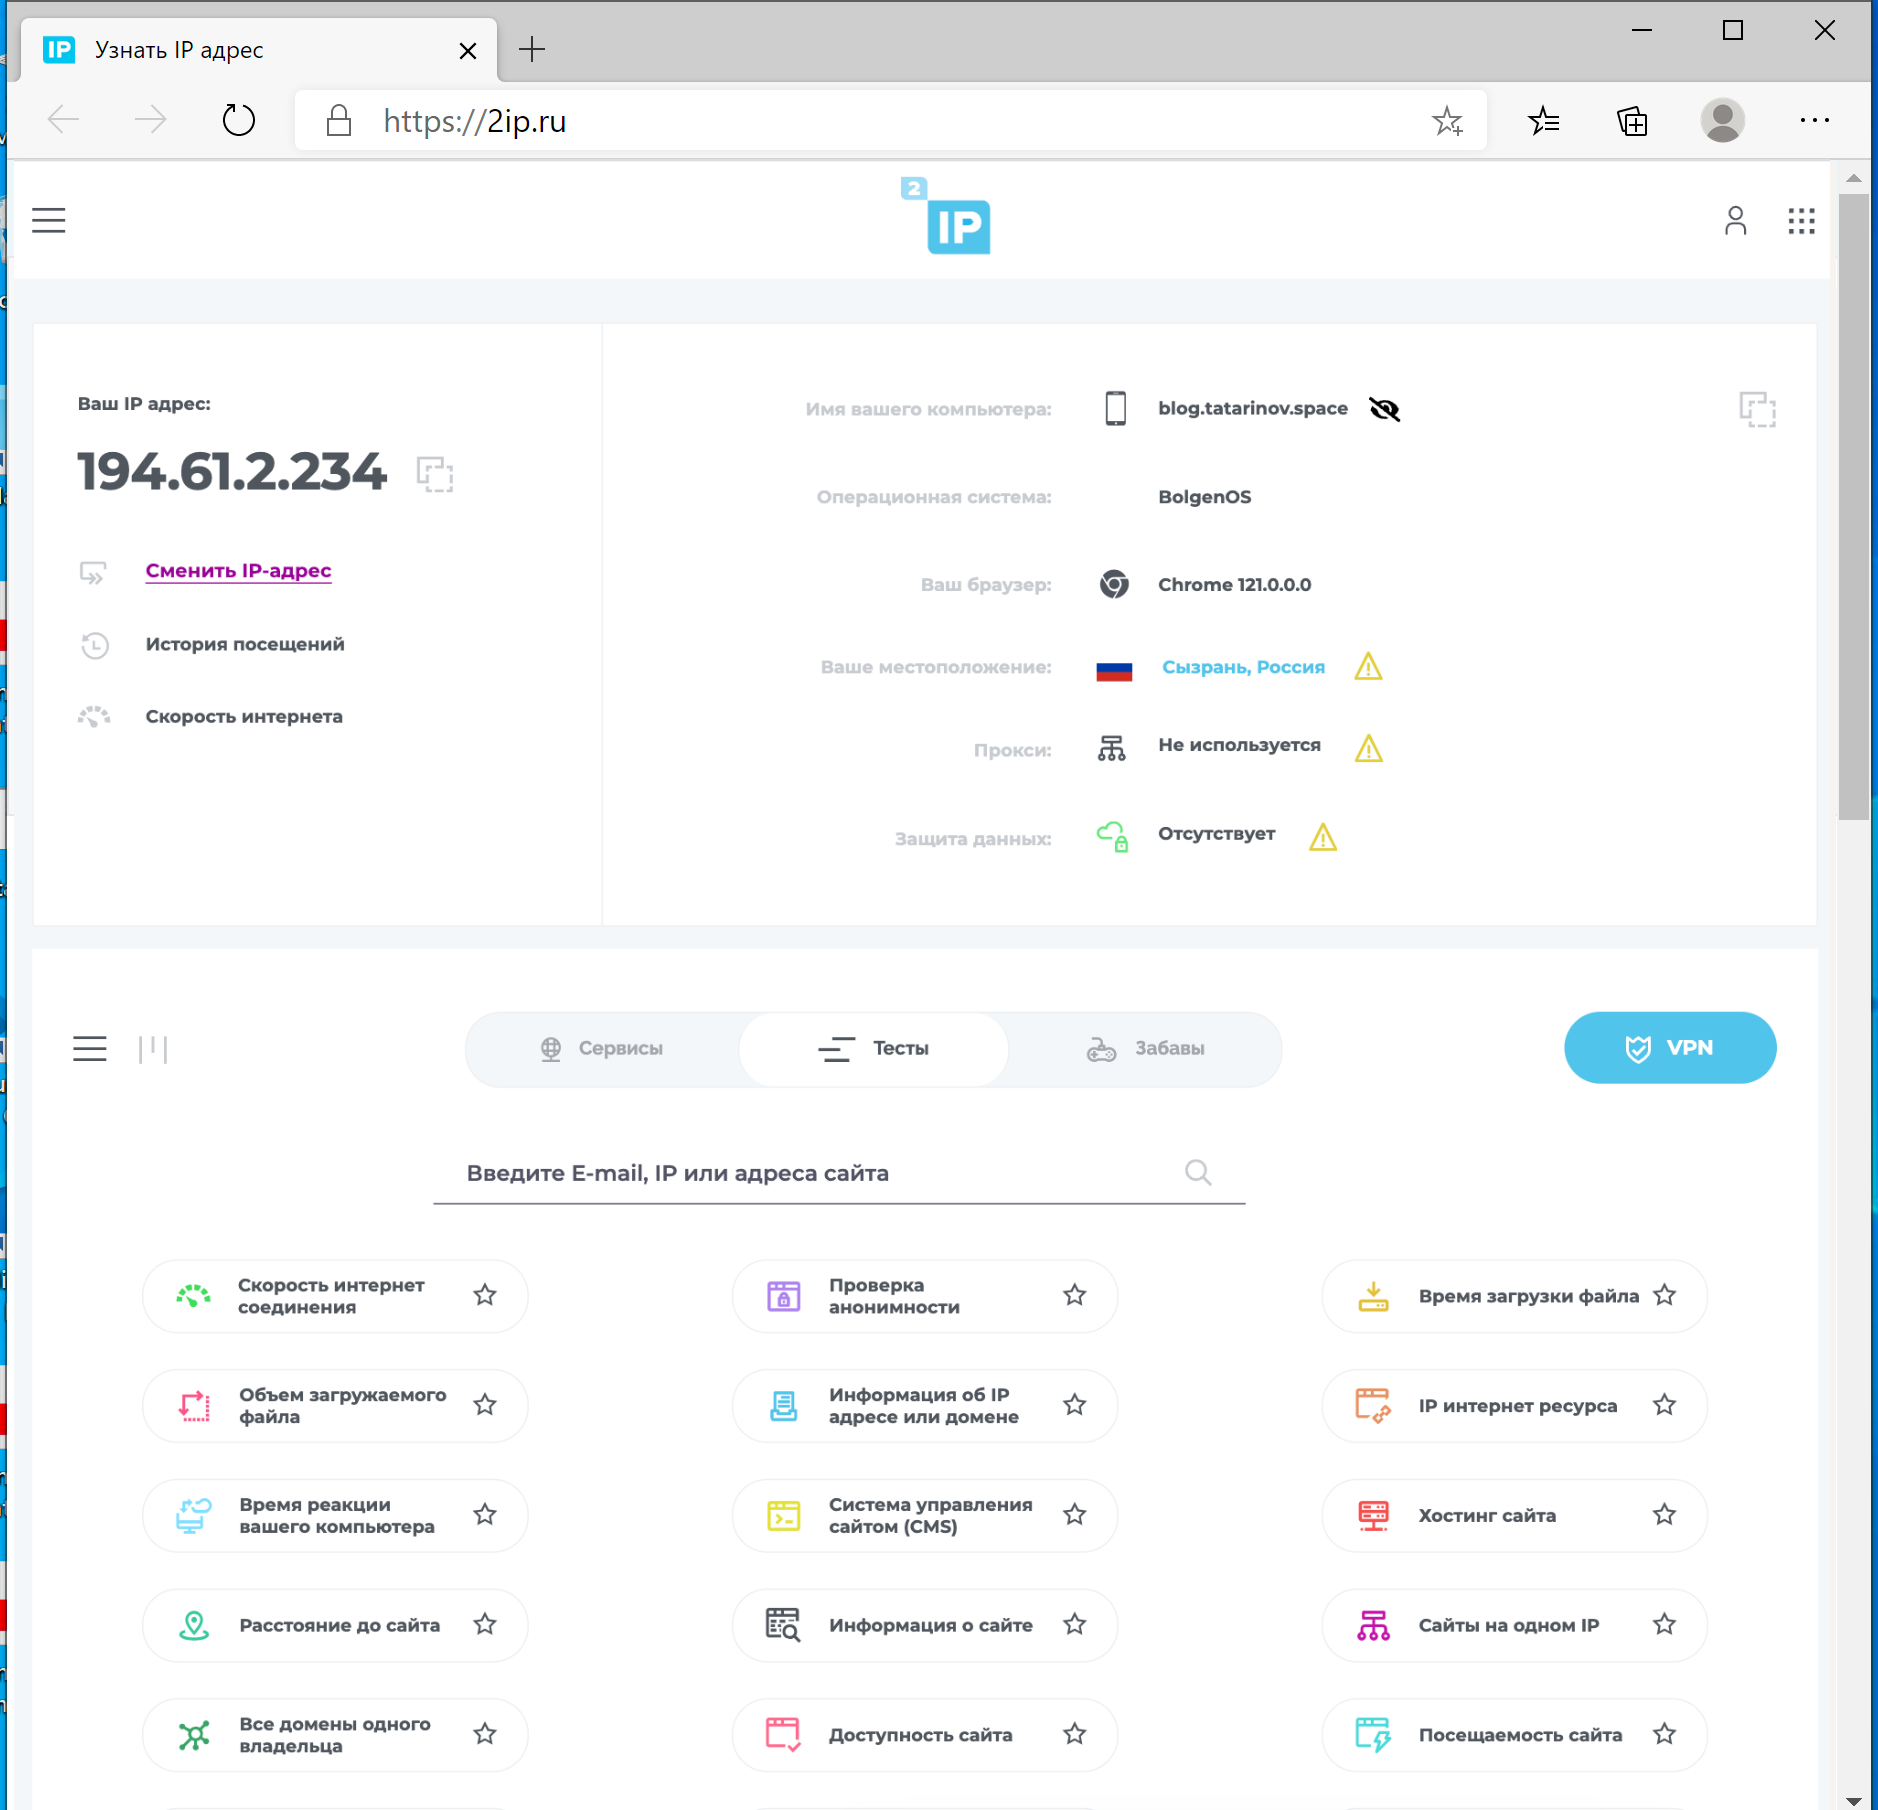 IP Узнать IP адрес
https://2ip.ru
2
IP
Ваш IP адрес:
194.61.2.234
Сменить IP-адрес
История посещений
Скорость интернета
Имя вашего компьютера: blog.tatarinov.space
Операционная система: BolgenOS
Ваш браузер: Chrome 121.0.0.0
Ваше местоположение: Сызрань, Россия
Прокси: Не используется
Защита данных: Отсутствует
Сервисы Тесты Забавы VPN
Введите E-mail, IP или адреса сайта
Скорость интернет
соединения
Проверка
анонимности
Время загрузки файла
Объем загружаемого
файла
Информация об IP
адресе или домене
IP интернет ресурса
Время реакции
вашего компьютера
Система управления
сайтом (CMS)
Хостинг сайта
Расстояние до сайта
Информация о сайте
Сайты на одном IP
Все домены одного
владельца
Доступность сайта
Посещаемость сайта